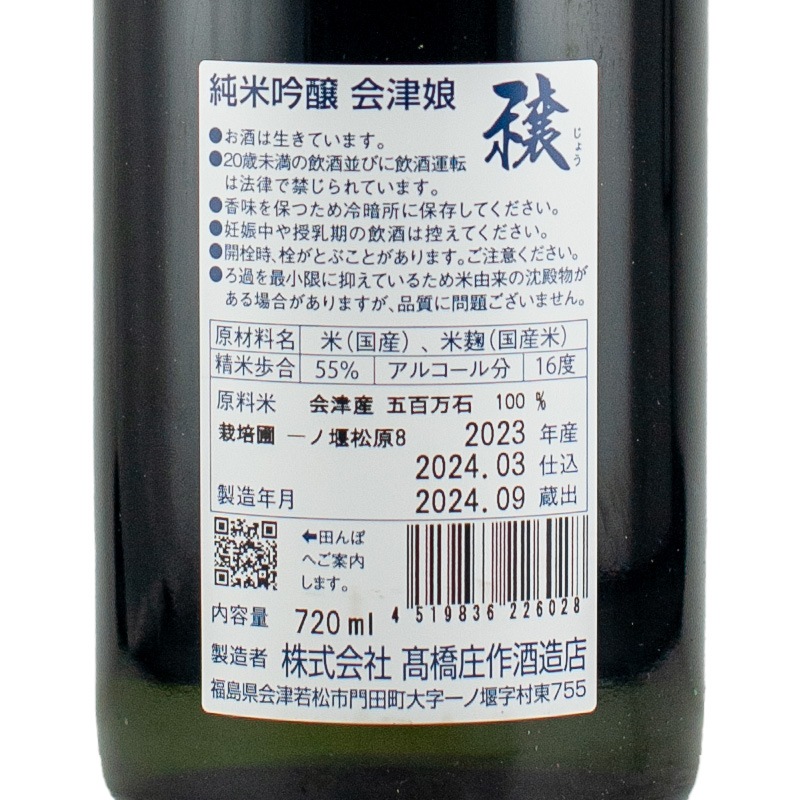 純米吟醸 会津娘
穣
じょう
●お酒は生きています。
●20歳未満の飲酒並びに飲酒運転
は法律で禁じられています。
●香味を保つため冷暗所に保存してください。
●妊娠中や授乳期の飲酒は控えてください。
●開栓時、栓がとぶことがあります。ご注意ください。
●ろ過を最小限に抑えているため米由来の沈殿物が
ある場合がありますが、品質に問題ございません。
原材料名 米(国産)、米麹(国産米)
精米歩合 55% アルコール分 16度
原料米 会津産 五百万石 100 %
栽培圃 一ノ堰松原8 2023 年産
2024.03 仕込
製造年月 2024.09 蔵出
←田んぼ
へご案内
します。
4 519836 226028
内容量 720ml
製造者 株式会社 髙橋庄作酒造店
福島県会津若松市門田町大字一ノ堰字村東755